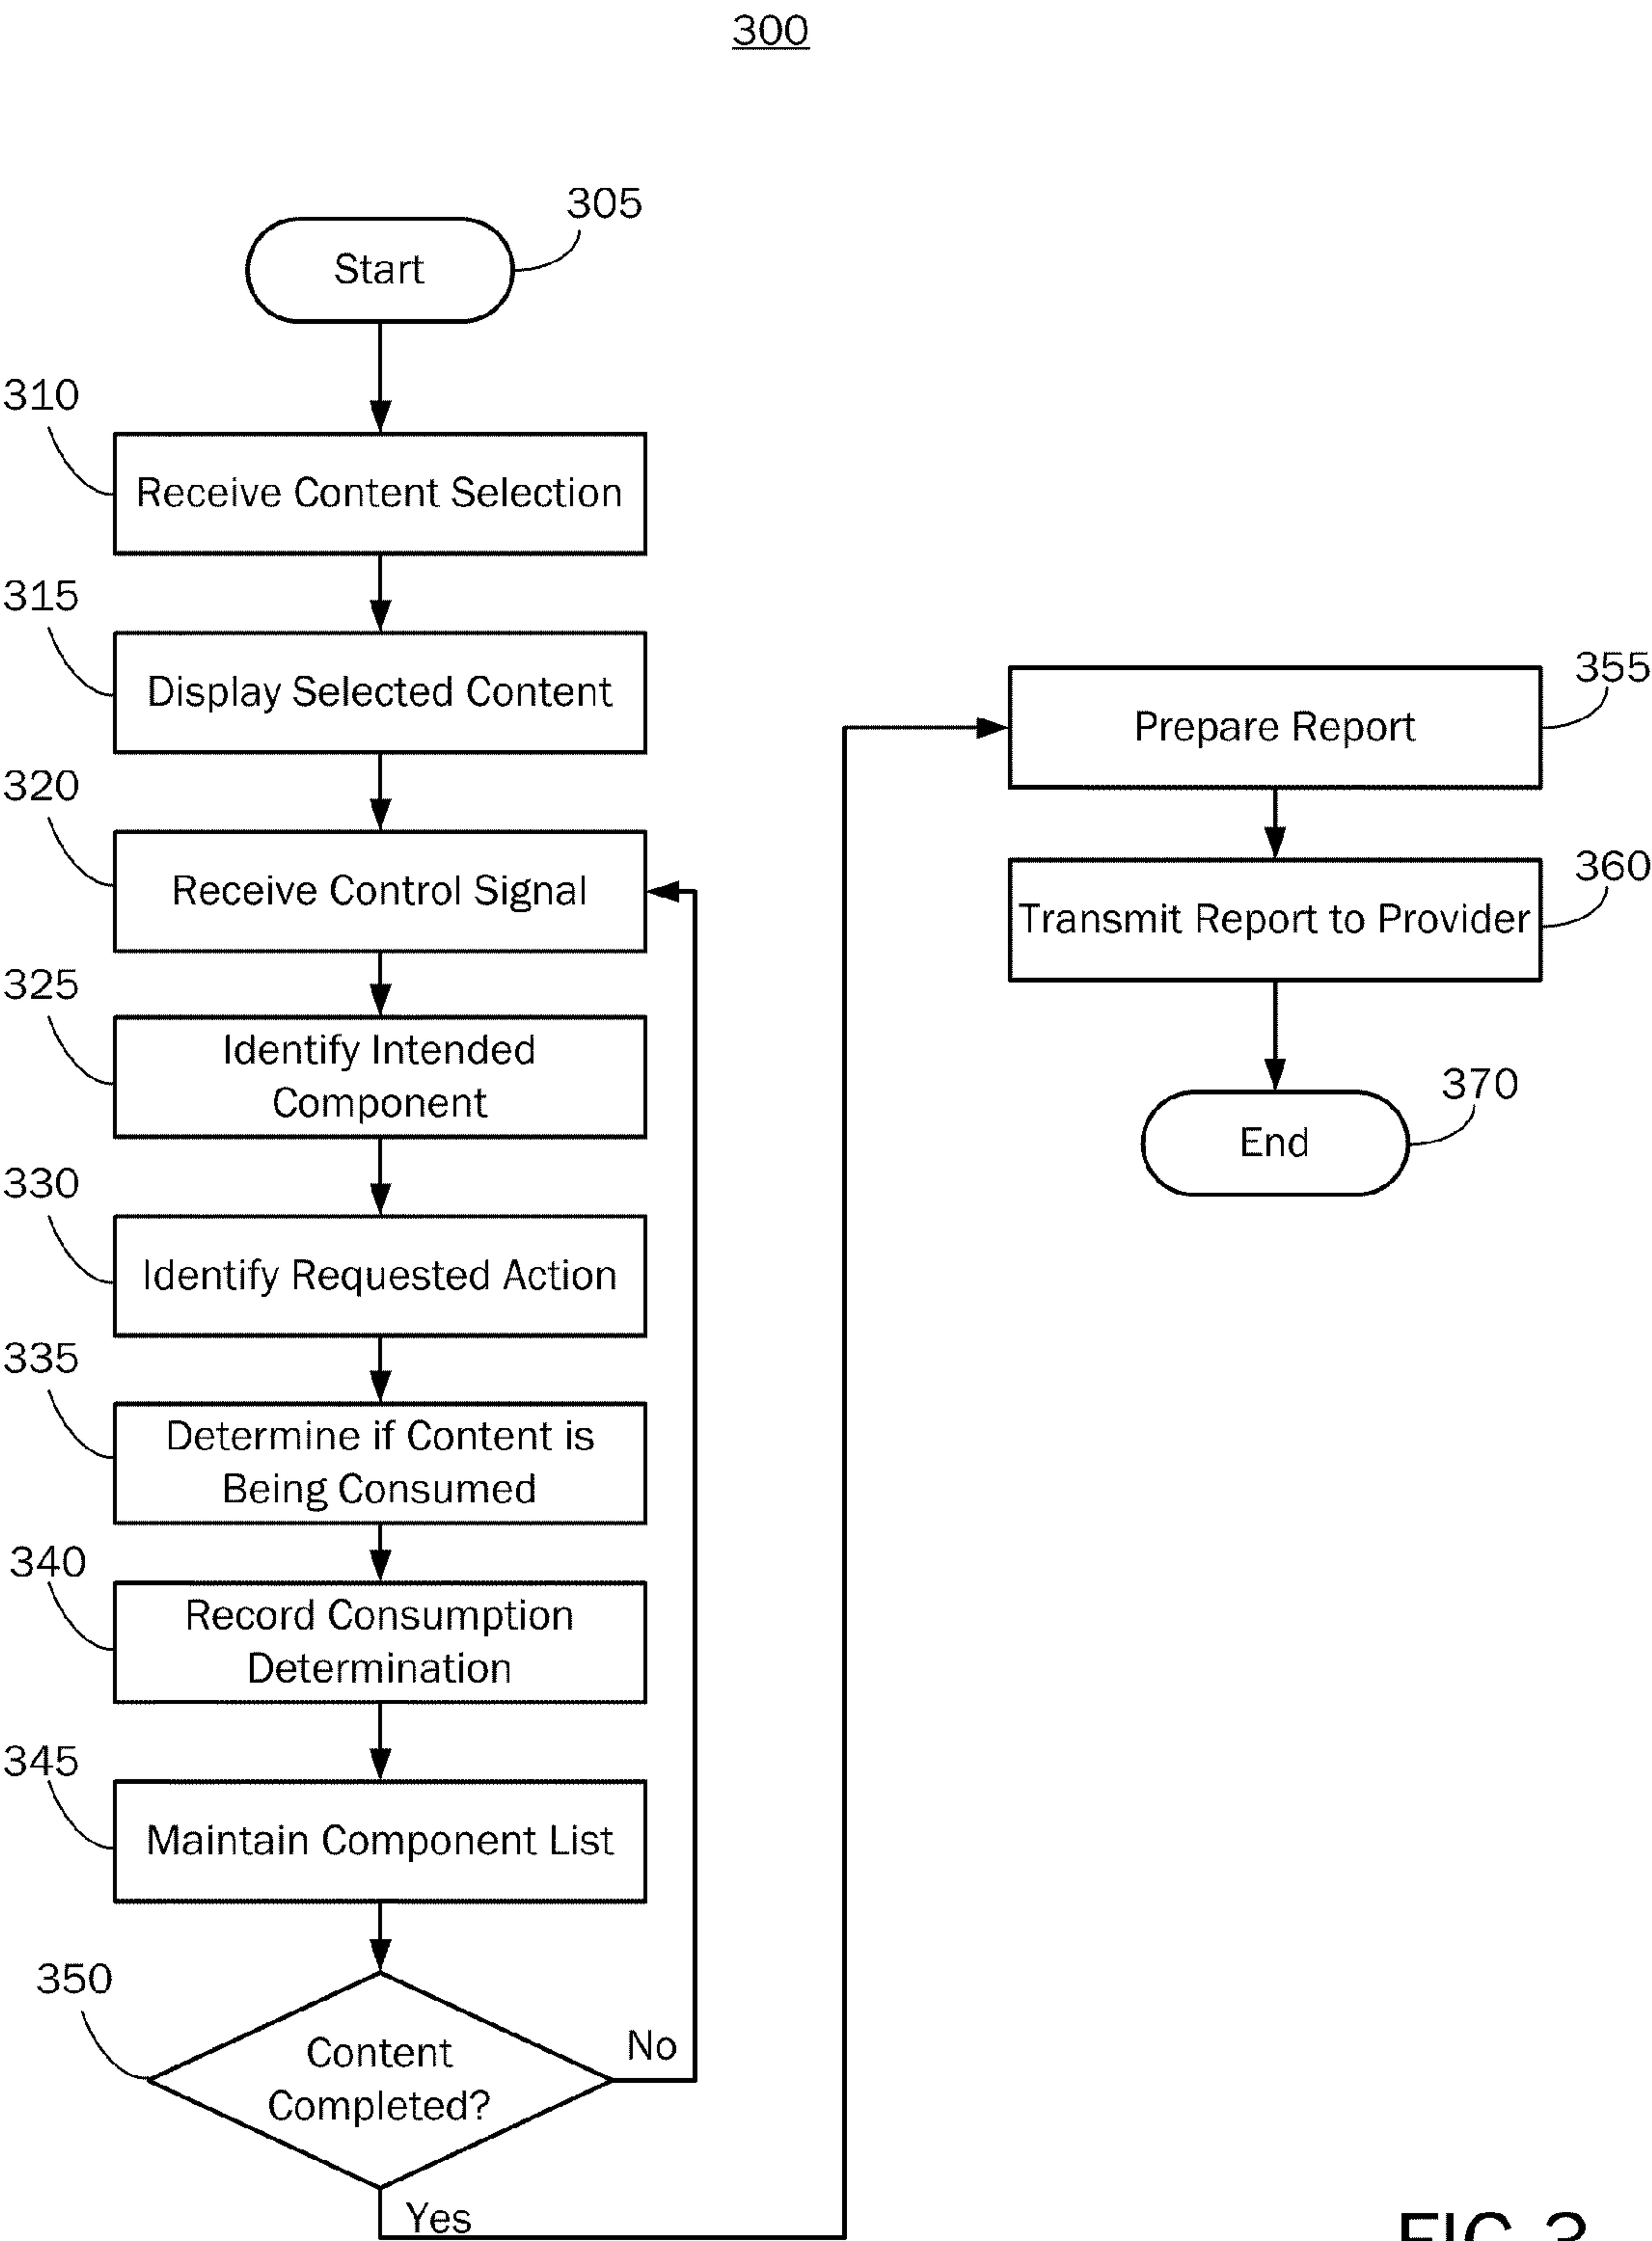 300
305
Start
310
Receive Content Selection
315
Display Selected Content
320
Receive Control Signal
325
Identify Intended
Component
330
Identify Requested Action
335
Determine if Content is
Being Consumed
340
Record Consumption
Determination
345
Maintain Component List
350
Content
Completed?
No
Yes
355
Prepare Report
360
Transmit Report to Provider
370
End
FIG. 3